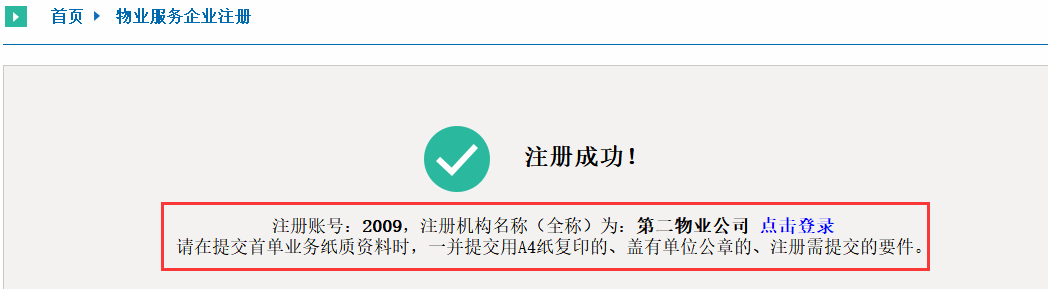 首页 物业服务企业注册
注册成功！
注册账号：2009，注册机构名称（全称）为：第二物业公司 点击登录
请在提交首单业务纸质资料时，一并提交用A4纸复印的、盖有单位公章的、注册需提交的要件。